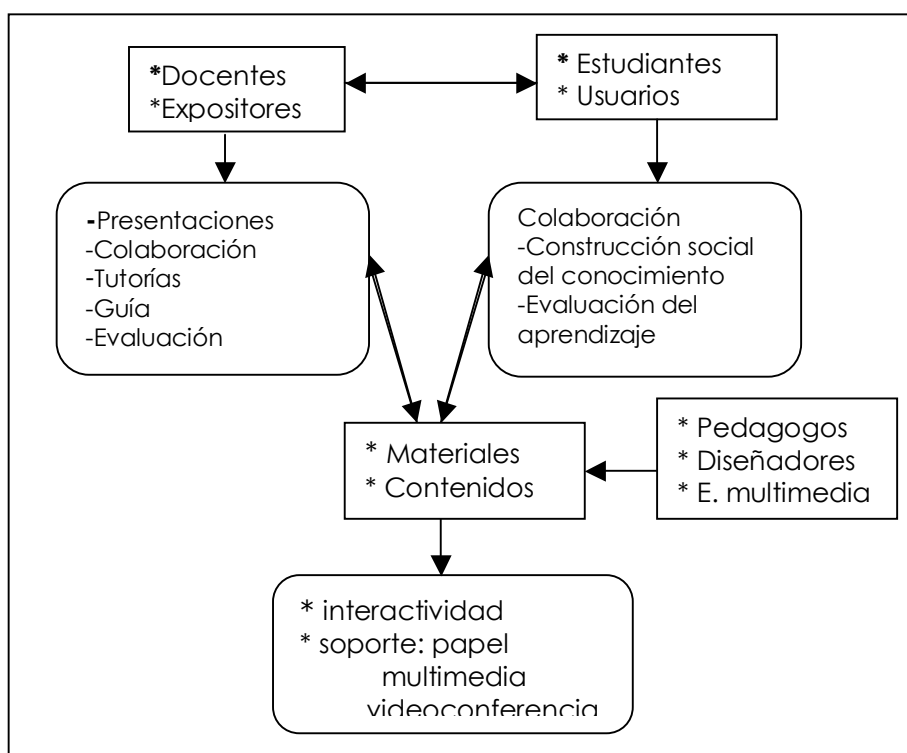 *Docentes
*Expositores
* Estudiantes
* Usuarios
-Presentaciones
-Colaboración
-Tutorías
-Guía
-Evaluación
Colaboración
-Construcción social
del conocimiento
-Evaluación del
aprendizaje
* Materiales
* Contenidos
* Pedagogos
* Diseñadores
* E. multimedia
* interactividad
* soporte: papel
multimedia
videoconferencia